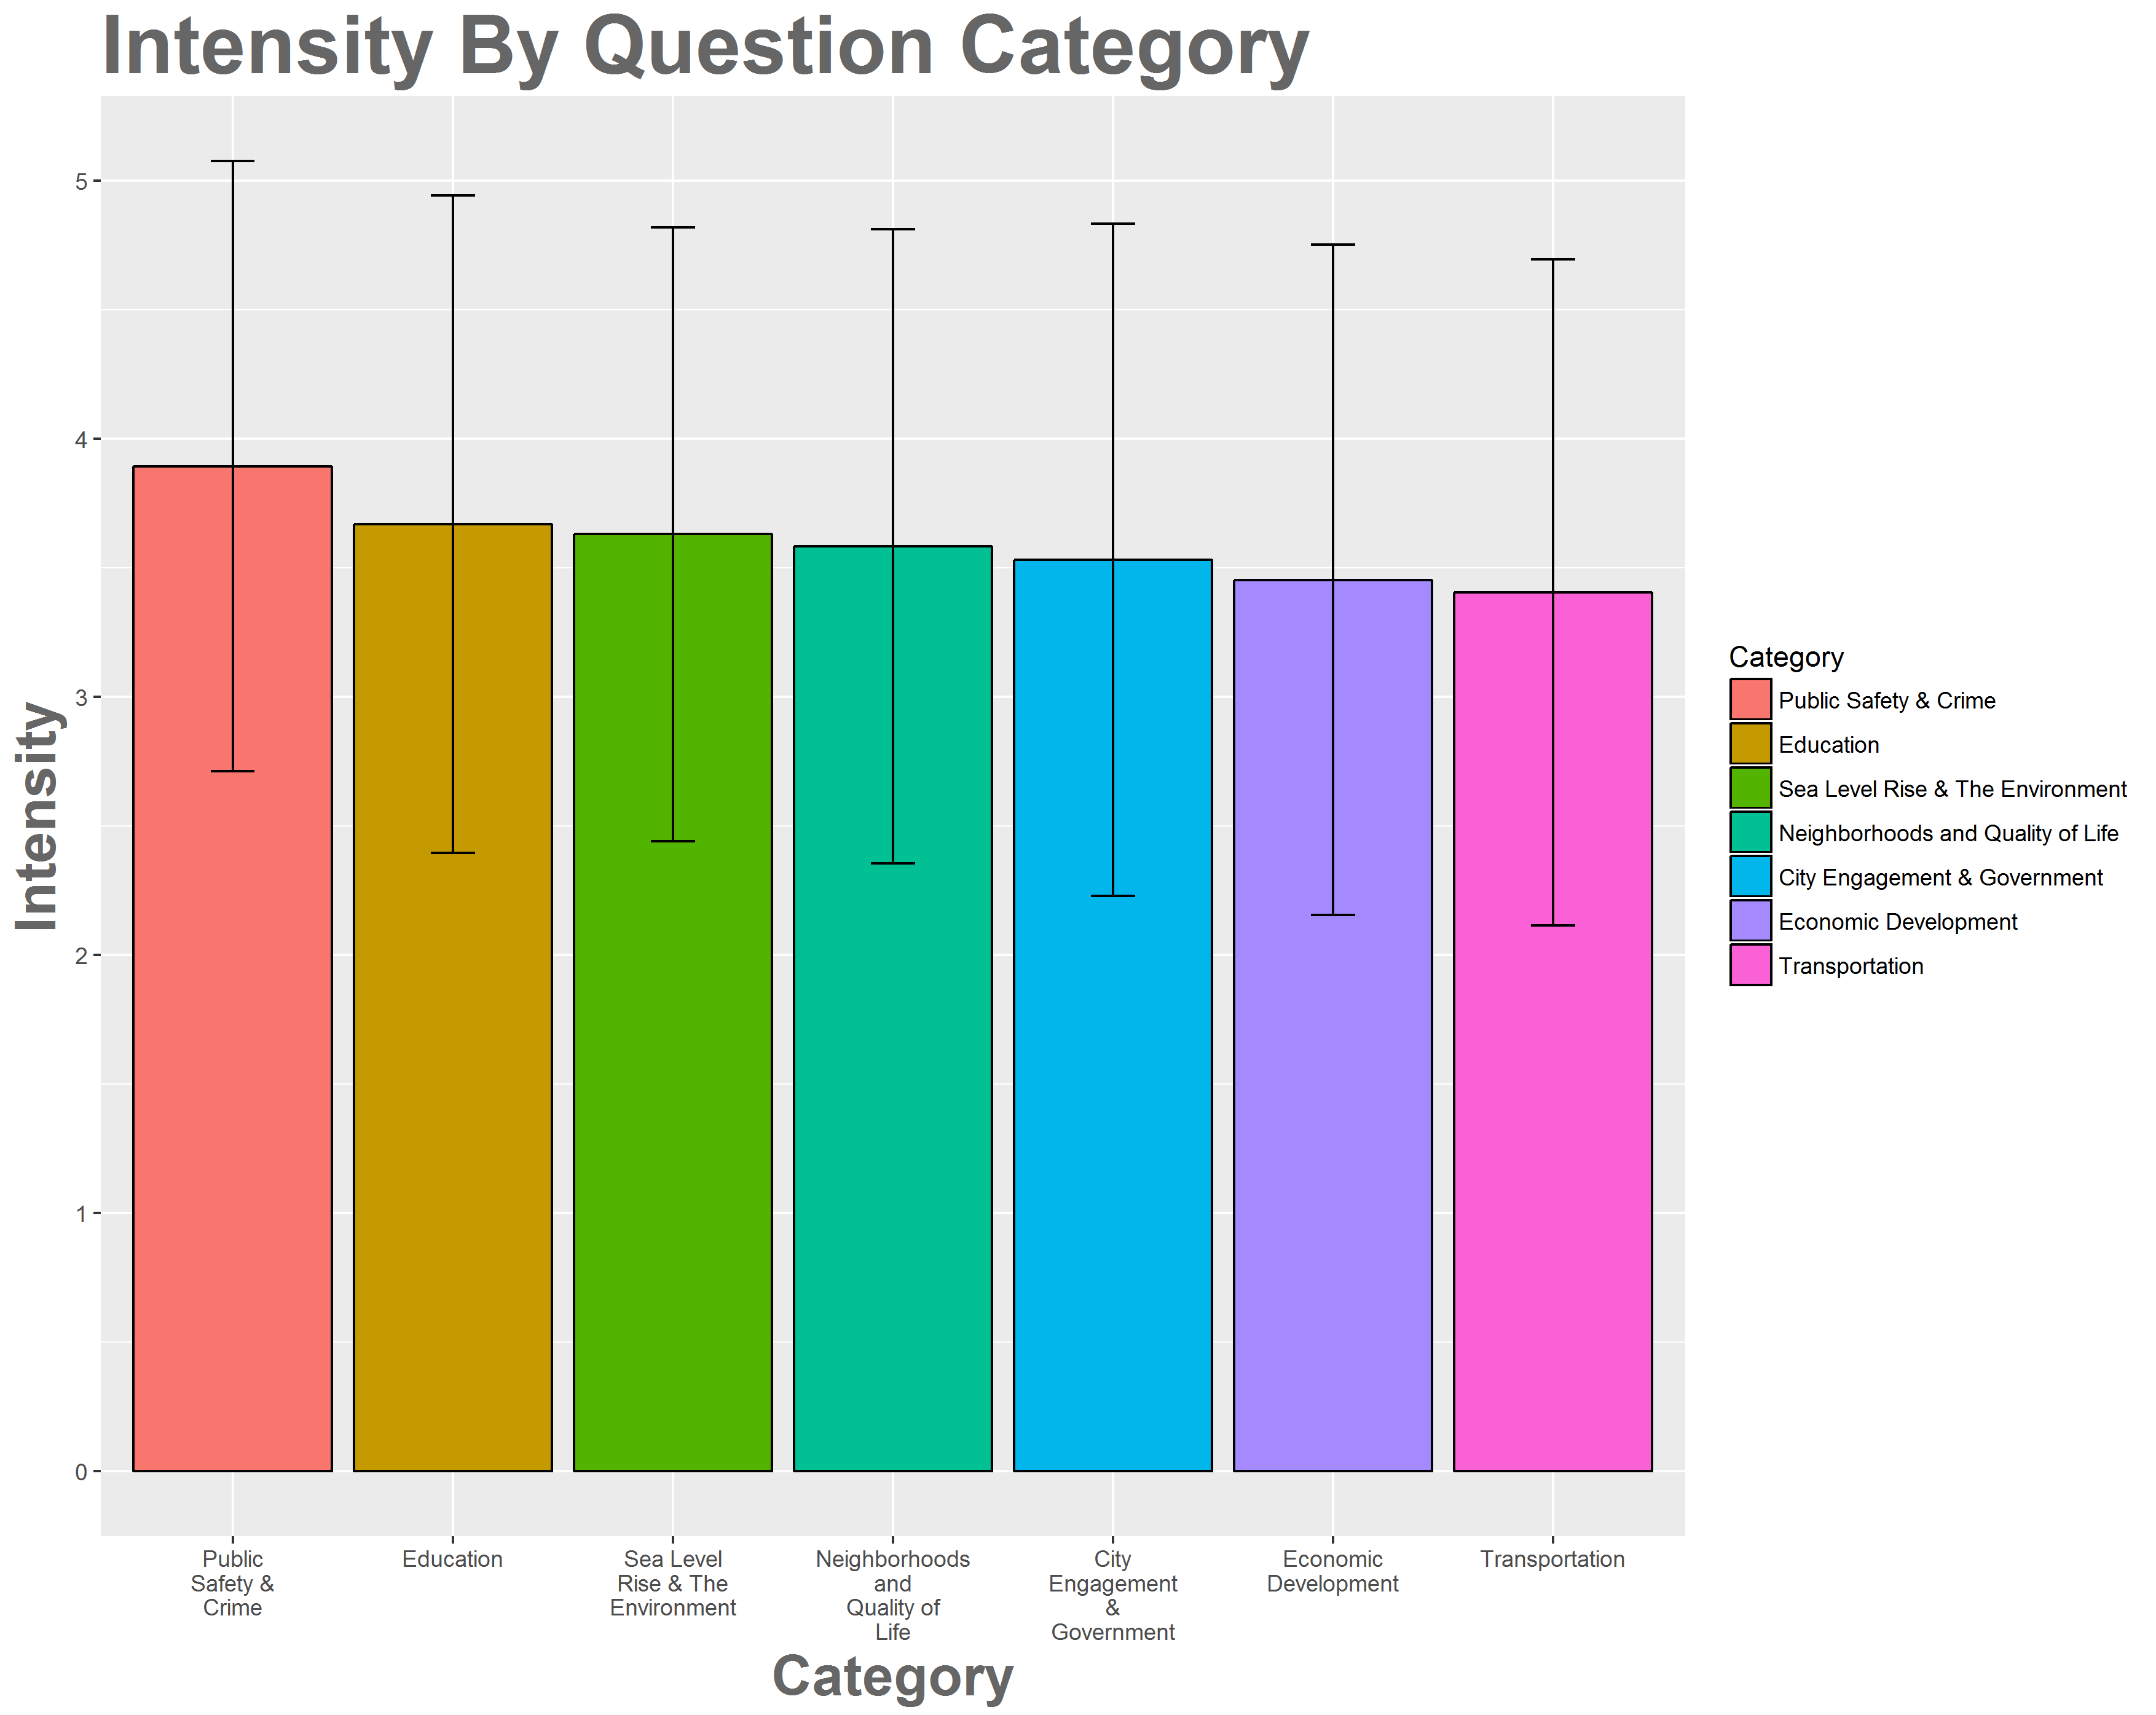 Intensity By Question Category
Intensity
5
4
3
2
1
0
Public
Safety &
Crime
Education
Sea Level
Rise & The
Environment
Neighborhoods
and
Quality of
Life
City
Engagement
&
Government
Economic
Development
Transportation
Category
Category
Public Safety & Crime
Education
Sea Level Rise & The Environment
Neighborhoods and Quality of Life
City Engagement & Government
Economic Development
Transportation